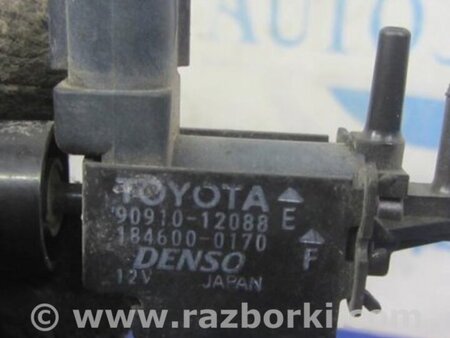 TOYOTA
90910-12088 E
184600-0170
DENSO F
12V JAPAN
© www.razborki.com